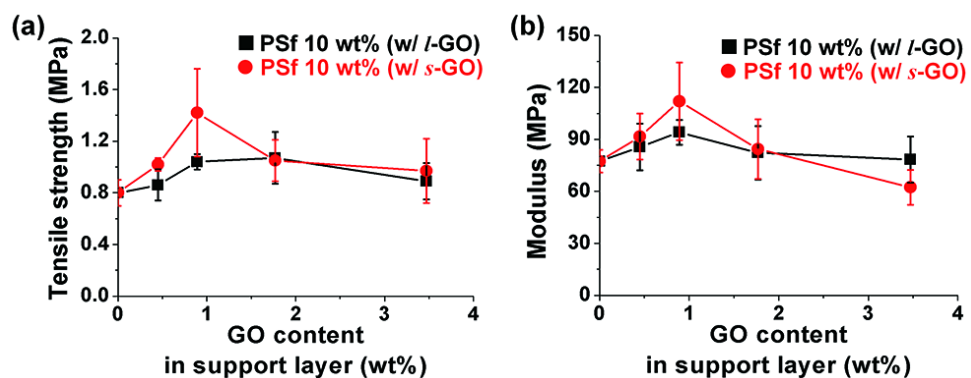 (a)
PSf 10 wt% (w/ l-GO)
PSf 10 wt% (w/ s-GO)
Tensile strength (MPa)
2.0
1.6
1.2
0.8
0.4
0.0
0 1 2 3 4
GO content
in support layer (wt%)
(b)
PSf 10 wt% (w/ l-GO)
PSf 10 wt% (w/ s-GO)
Modulus (MPa)
150
120
90
60
30
0
0 1 2 3 4
GO content
in support layer (wt%)